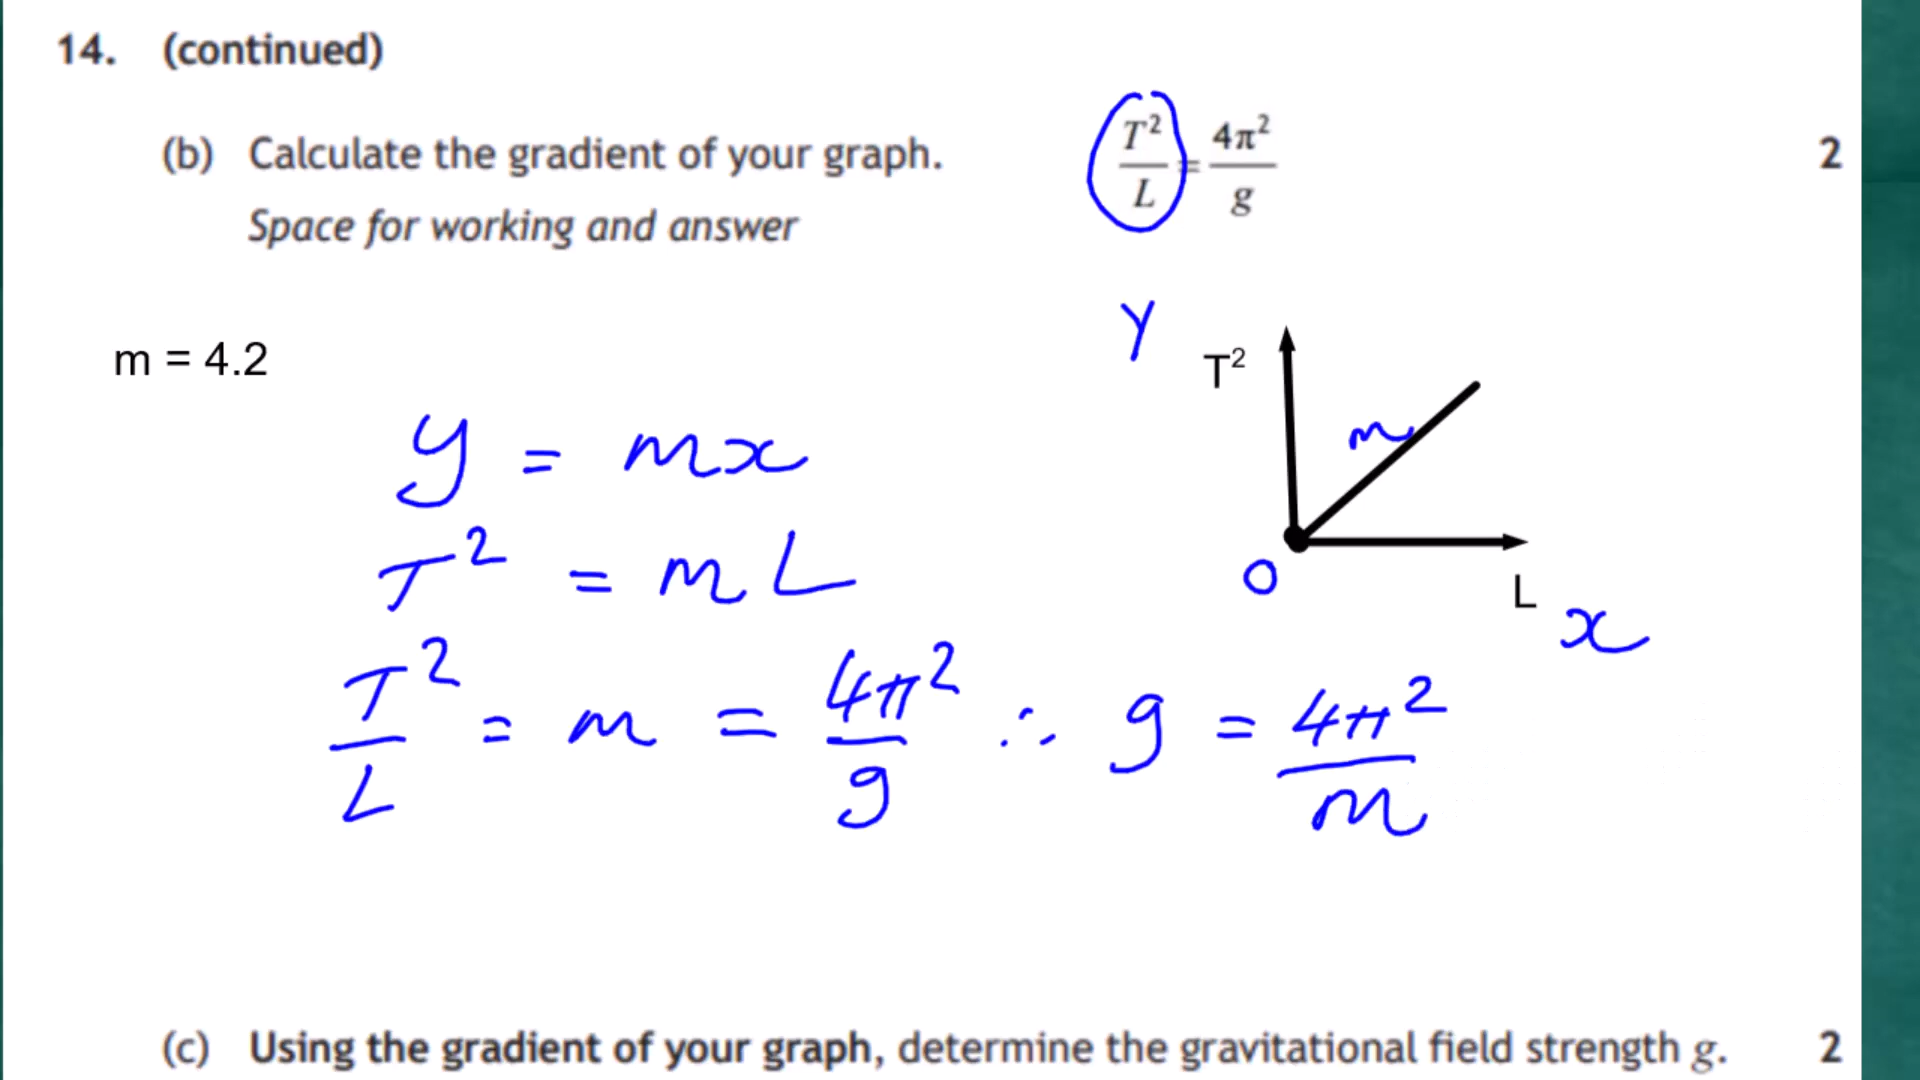 14. (continued)
(b) Calculate the gradient of your graph. 2
Space for working and answer
T²/L = 4π²/g
m = 4.2
Y T²
m
O
L x
y = mx
T² = mL
T²/L = m = 4π²/g ∴ g = 4π²/m
(c) Using the gradient of your graph, determine the gravitational field strength g. 2